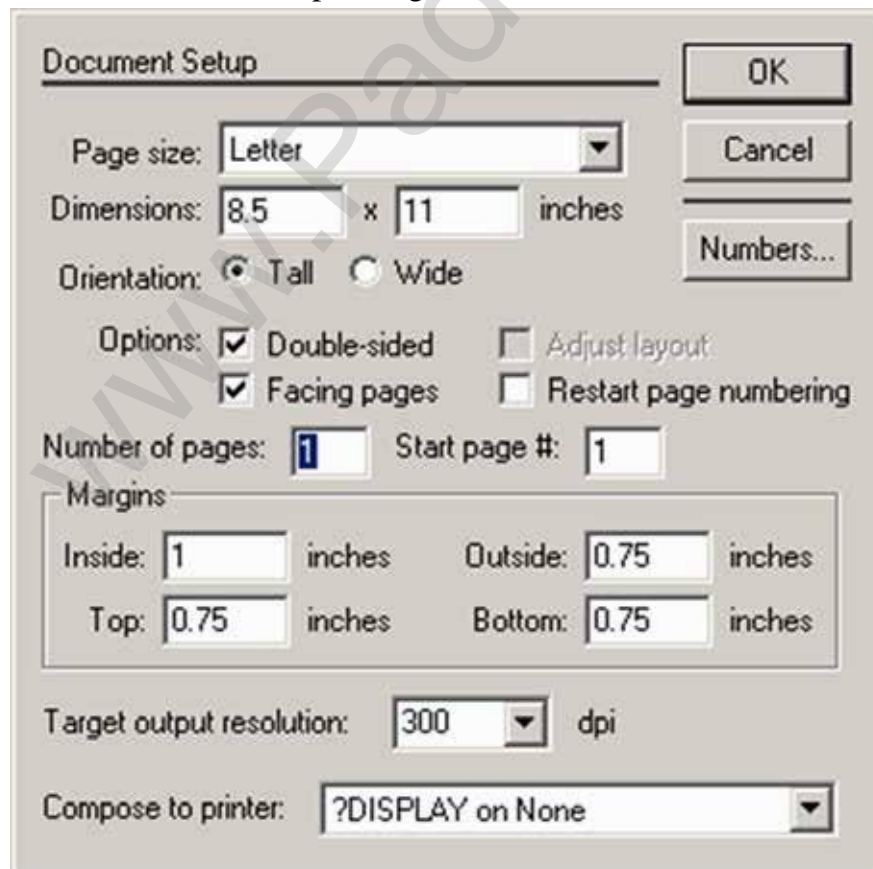 Document Setup
OK
Page size: Letter
Cancel
Dimensions: 8.5 x 11 inches
Numbers...
Orientation: Tall Wide
Options: Double-sided Adjust layout
Facing pages Restart page numbering
Number of pages: 1 Start page #: 1
Margins
Inside: 1 inches Outside: 0.75 inches
Top: 0.75 inches Bottom: 0.75 inches
Target output resolution: 300 dpi
Compose to printer: ?DISPLAY on None
www.Pad